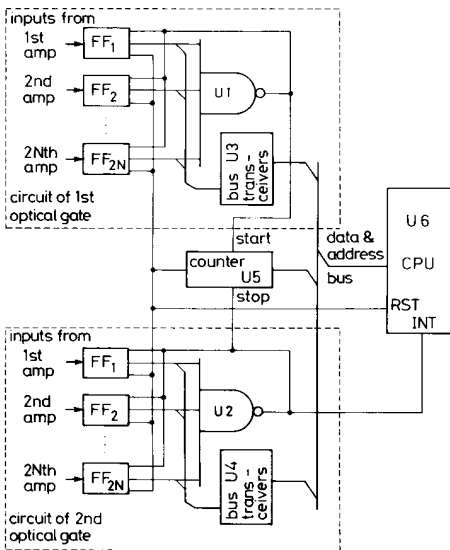 inputs from
1st
amp
FF1
2nd
amp
FF2
2Nth
amp
FF2N
U1
bus U3
trans-
ceivers
circuit of 1st
optical gate
start
counter
U5
stop
data &
address
bus
U6
CPU
RST
INT
inputs from
1st
amp
FF1
2nd
amp
FF2
2Nth
amp
FF2N
U2
bus U4
trans-
ceivers
circuit of 2nd
optical gate